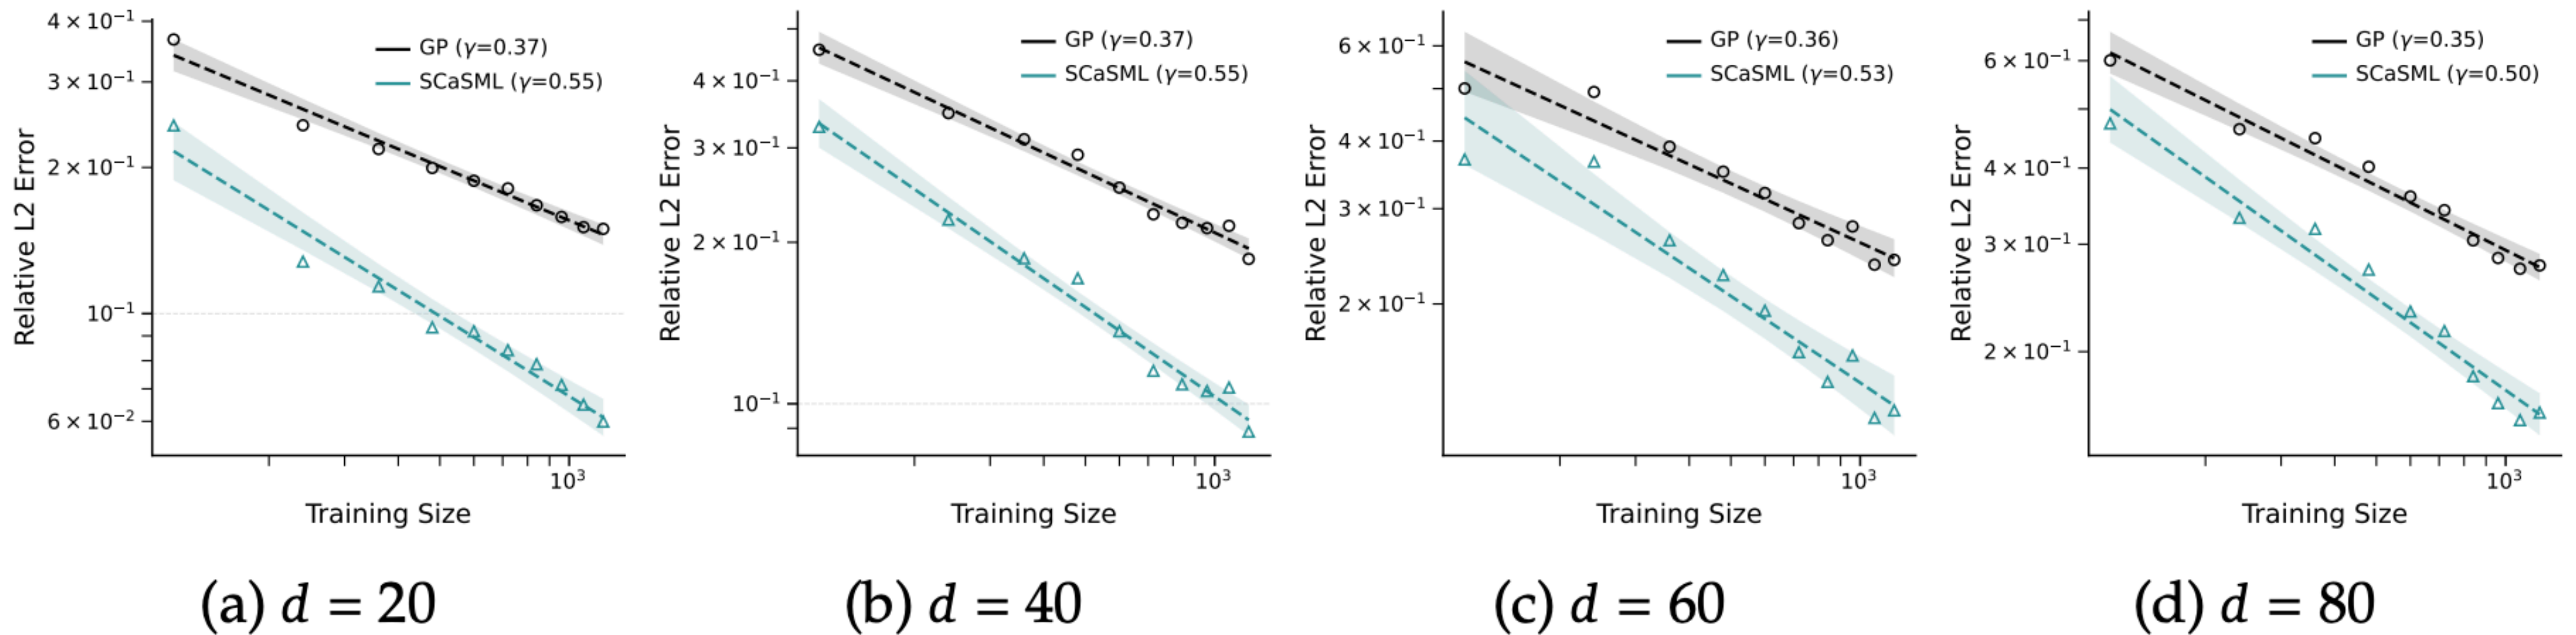 Relative L2 Error
4 × 10⁻¹
3 × 10⁻¹
2 × 10⁻¹
10⁻¹
6 × 10⁻²
GP (γ=0.37)
SCaSML (γ=0.55)
10³
Training Size
(a) d = 20
Relative L2 Error
4 × 10⁻¹
3 × 10⁻¹
2 × 10⁻¹
10⁻¹
GP (γ=0.37)
SCaSML (γ=0.55)
10³
Training Size
(b) d = 40
Relative L2 Error
6 × 10⁻¹
4 × 10⁻¹
3 × 10⁻¹
2 × 10⁻¹
GP (γ=0.36)
SCaSML (γ=0.53)
10³
Training Size
(c) d = 60
Relative L2 Error
6 × 10⁻¹
4 × 10⁻¹
3 × 10⁻¹
2 × 10⁻¹
GP (γ=0.35)
SCaSML (γ=0.50)
10³
Training Size
(d) d = 80